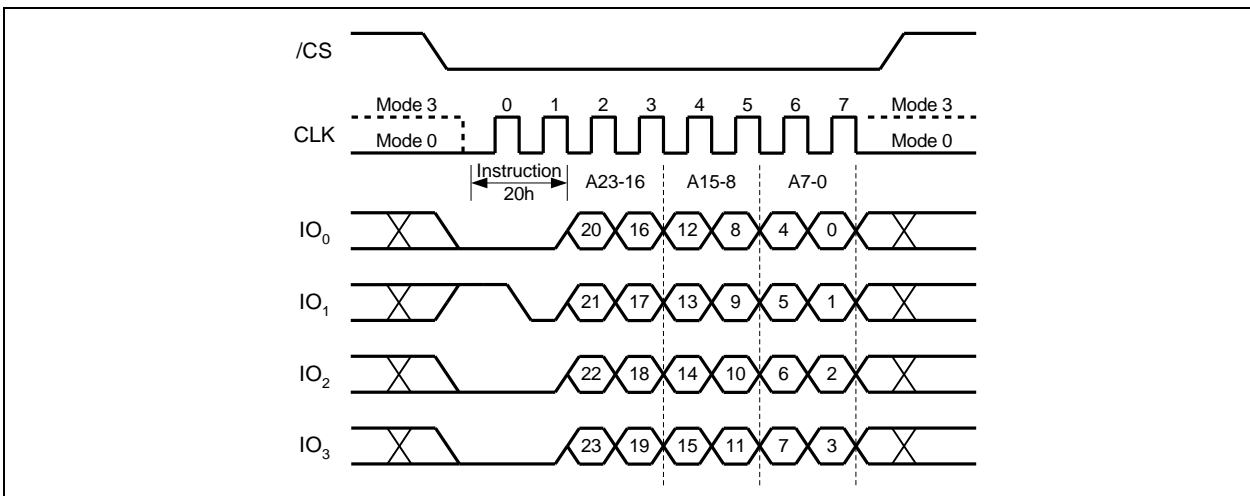 /CS
Mode 3 0 1 2 3 4 5 6 7 Mode 3
CLK
Mode 0 Mode 0
Instruction
20h
A23-16 A15-8 A7-0
IO0 20 16 12 8 4 0
IO1 21 17 13 9 5 1
IO2 22 18 14 10 6 2
IO3 23 19 15 11 7 3